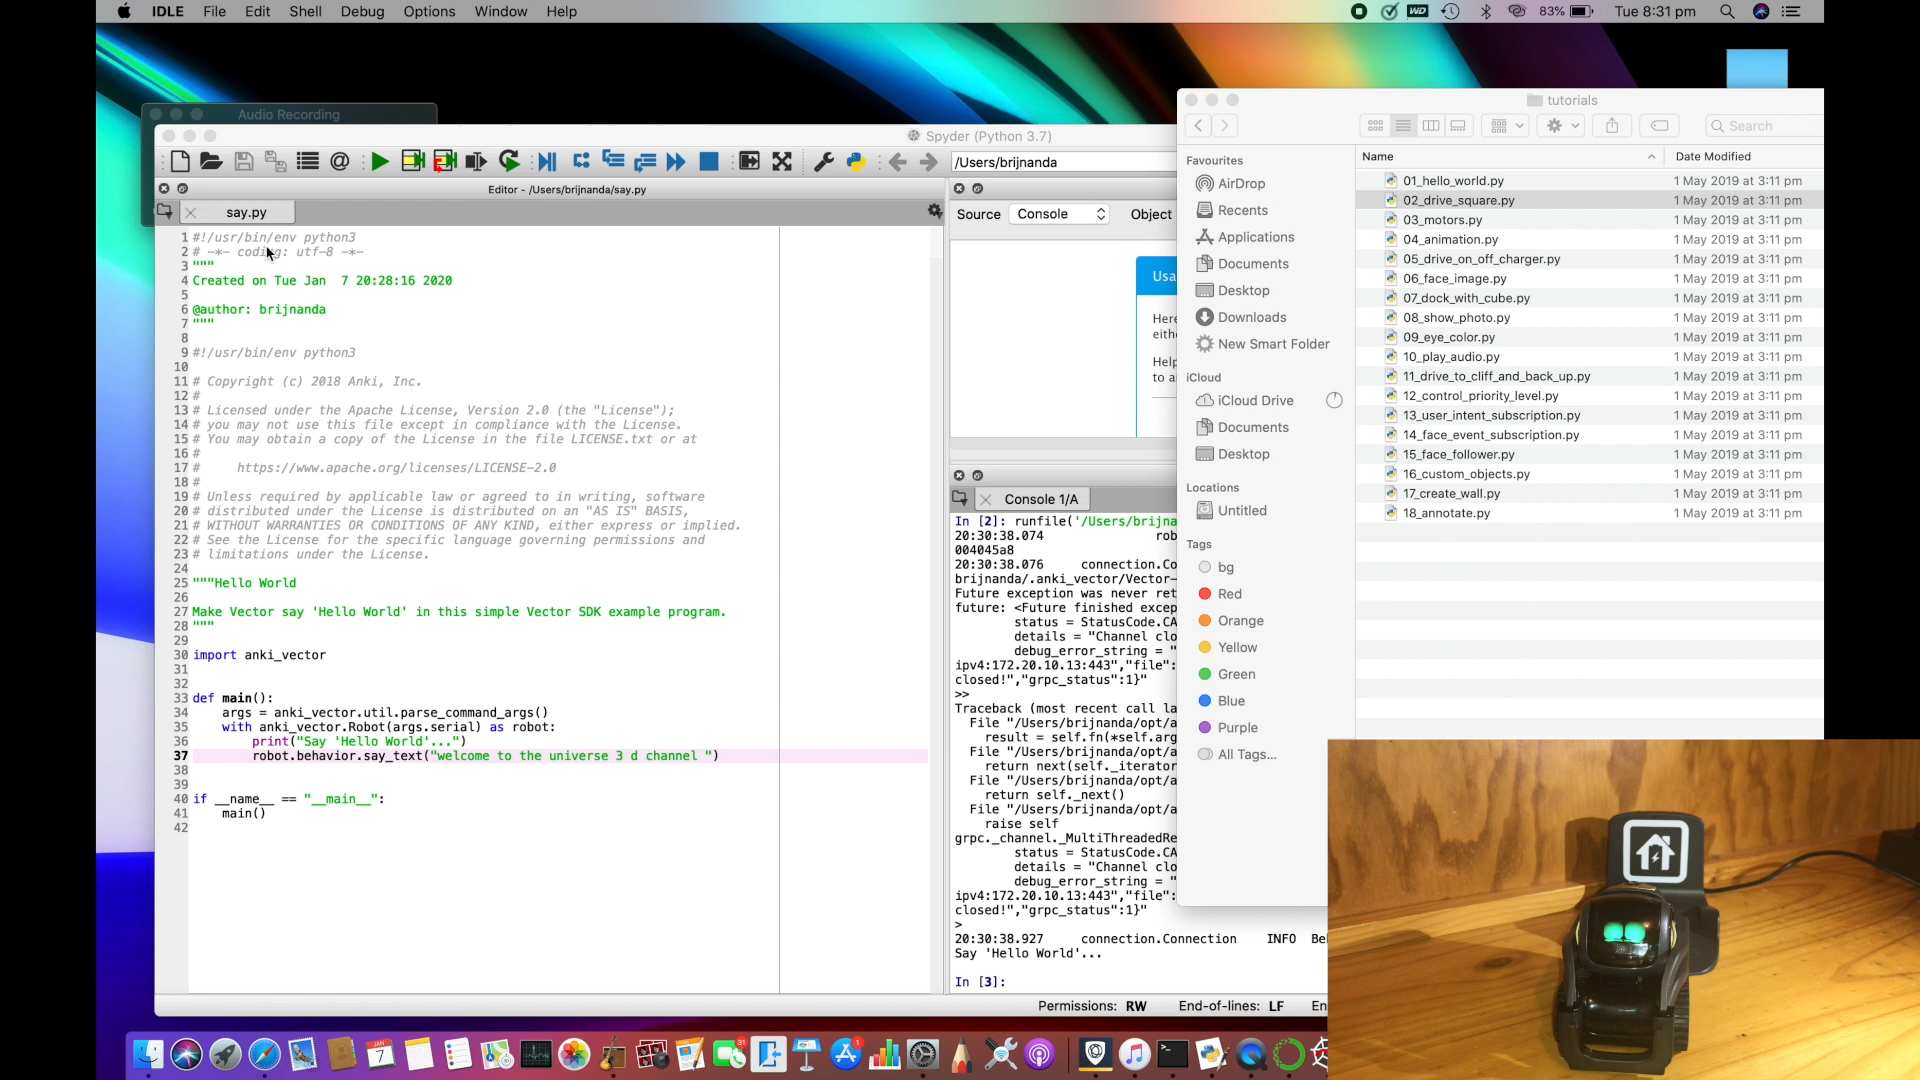 IDLE File Edit Shell Debug Options Window Help
WD 83% Tue 8:31 pm
Audio Recording
Spyder (Python 3.7)
/Users/brijnanda
Editor - /Users/brijnanda/say.py
say.py
1 #!/usr/bin/env python3
2 # -*- coding: utf-8 -*-
3 """
4 Created on Tue Jan  7 20:28:16 2020
5
6 @author: brijnanda
7 """
8
9 #!/usr/bin/env python3
10
11 # Copyright (c) 2018 Anki, Inc.
12 #
13 # Licensed under the Apache License, Version 2.0 (the "License");
14 # you may not use this file except in compliance with the License.
15 # You may obtain a copy of the License in the file LICENSE.txt or at
16 #
17 #     https://www.apache.org/licenses/LICENSE-2.0
18 #
19 # Unless required by applicable law or agreed to in writing, software
20 # distributed under the License is distributed on an "AS IS" BASIS,
21 # WITHOUT WARRANTIES OR CONDITIONS OF ANY KIND, either express or implied.
22 # See the License for the specific language governing permissions and
23 # limitations under the License.
24
25 """Hello World
26
27 Make Vector say 'Hello World' in this simple Vector SDK example program.
28 """
29
30 import anki_vector
31
32
33 def main():
34     args = anki_vector.util.parse_command_args()
35     with anki_vector.Robot(args.serial) as robot:
36         print("Say 'Hello World'...")
37         robot.behavior.say_text("welcome to the universe 3 d channel ")
38
39
40 if __name__ == "__main__":
41     main()
42
Source Console Object
Usa
Here
eith
Help
to a
Console 1/A
In [2]: runfile('/Users/brijna
20:30:38.074 rob
004045a8
20:30:38.076 connection.Co
brijnanda/.anki_vector/Vector-
Future exception was never ret
future: <Future finished excep
status = StatusCode.CA
details = "Channel clo
debug_error_string = "
ipv4:172.20.10.13:443","file":
closed!","grpc_status":1}"
>>
Traceback (most recent call la
File "/Users/brijnanda/opt/a
result = self.fn(*self.arg
File "/Users/brijnanda/opt/a
return next(self._iterator
File "/Users/brijnanda/opt/a
return self._next()
File "/Users/brijnanda/opt/a
raise self
grpc._channel._MultiThreadedRe
status = StatusCode.CA
details = "Channel clo
debug_error_string = "
ipv4:172.20.10.13:443","file":
closed!","grpc_status":1}"
>
20:30:38.927 connection.Connection INFO Be
Say 'Hello World'...
In [3]:
Permissions: RW End-of-lines: LF En
tutorials
Search
Favourites
AirDrop
Recents
Applications
Documents
Desktop
Downloads
New Smart Folder
iCloud
iCloud Drive
Documents
Desktop
Locations
Untitled
Tags
bg
Red
Orange
Yellow
Green
Blue
Purple
All Tags...
Name Date Modified
01_hello_world.py 1 May 2019 at 3:11 pm
02_drive_square.py 1 May 2019 at 3:11 pm
03_motors.py 1 May 2019 at 3:11 pm
04_animation.py 1 May 2019 at 3:11 pm
05_drive_on_off_charger.py 1 May 2019 at 3:11 pm
06_face_image.py 1 May 2019 at 3:11 pm
07_dock_with_cube.py 1 May 2019 at 3:11 pm
08_show_photo.py 1 May 2019 at 3:11 pm
09_eye_color.py 1 May 2019 at 3:11 pm
10_play_audio.py 1 May 2019 at 3:11 pm
11_drive_to_cliff_and_back_up.py 1 May 2019 at 3:11 pm
12_control_priority_level.py 1 May 2019 at 3:11 pm
13_user_intent_subscription.py 1 May 2019 at 3:11 pm
14_face_event_subscription.py 1 May 2019 at 3:11 pm
15_face_follower.py 1 May 2019 at 3:11 pm
16_custom_objects.py 1 May 2019 at 3:11 pm
17_create_wall.py 1 May 2019 at 3:11 pm
18_annotate.py 1 May 2019 at 3:11 pm
JAN
7
31
1